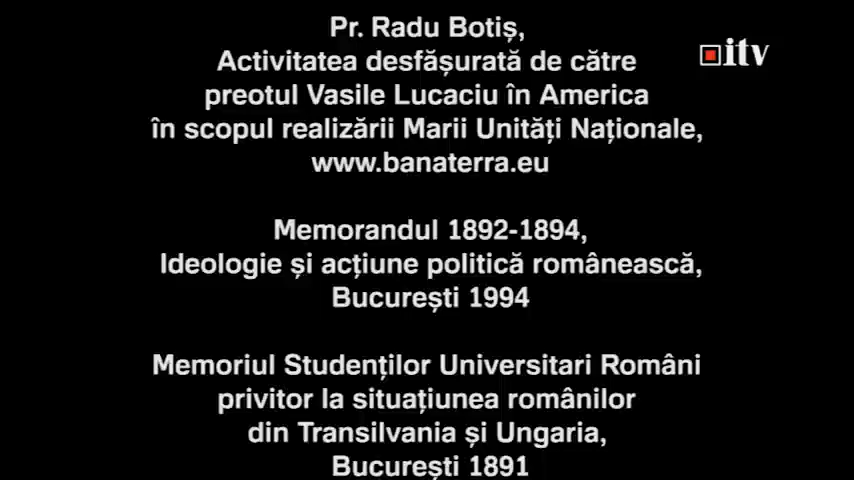 Pr. Radu Botiș,
Activitatea desfășurată de către
preotul Vasile Lucaciu în America
în scopul realizării Marii Unități Naționale,
www.banaterra.eu
itv
Memorandul 1892-1894,
Ideologie și acțiune politică românească,
București 1994
Memoriul Studenților Universitari Români
privitor la situațiunea românilor
din Transilvania și Ungaria,
București 1891